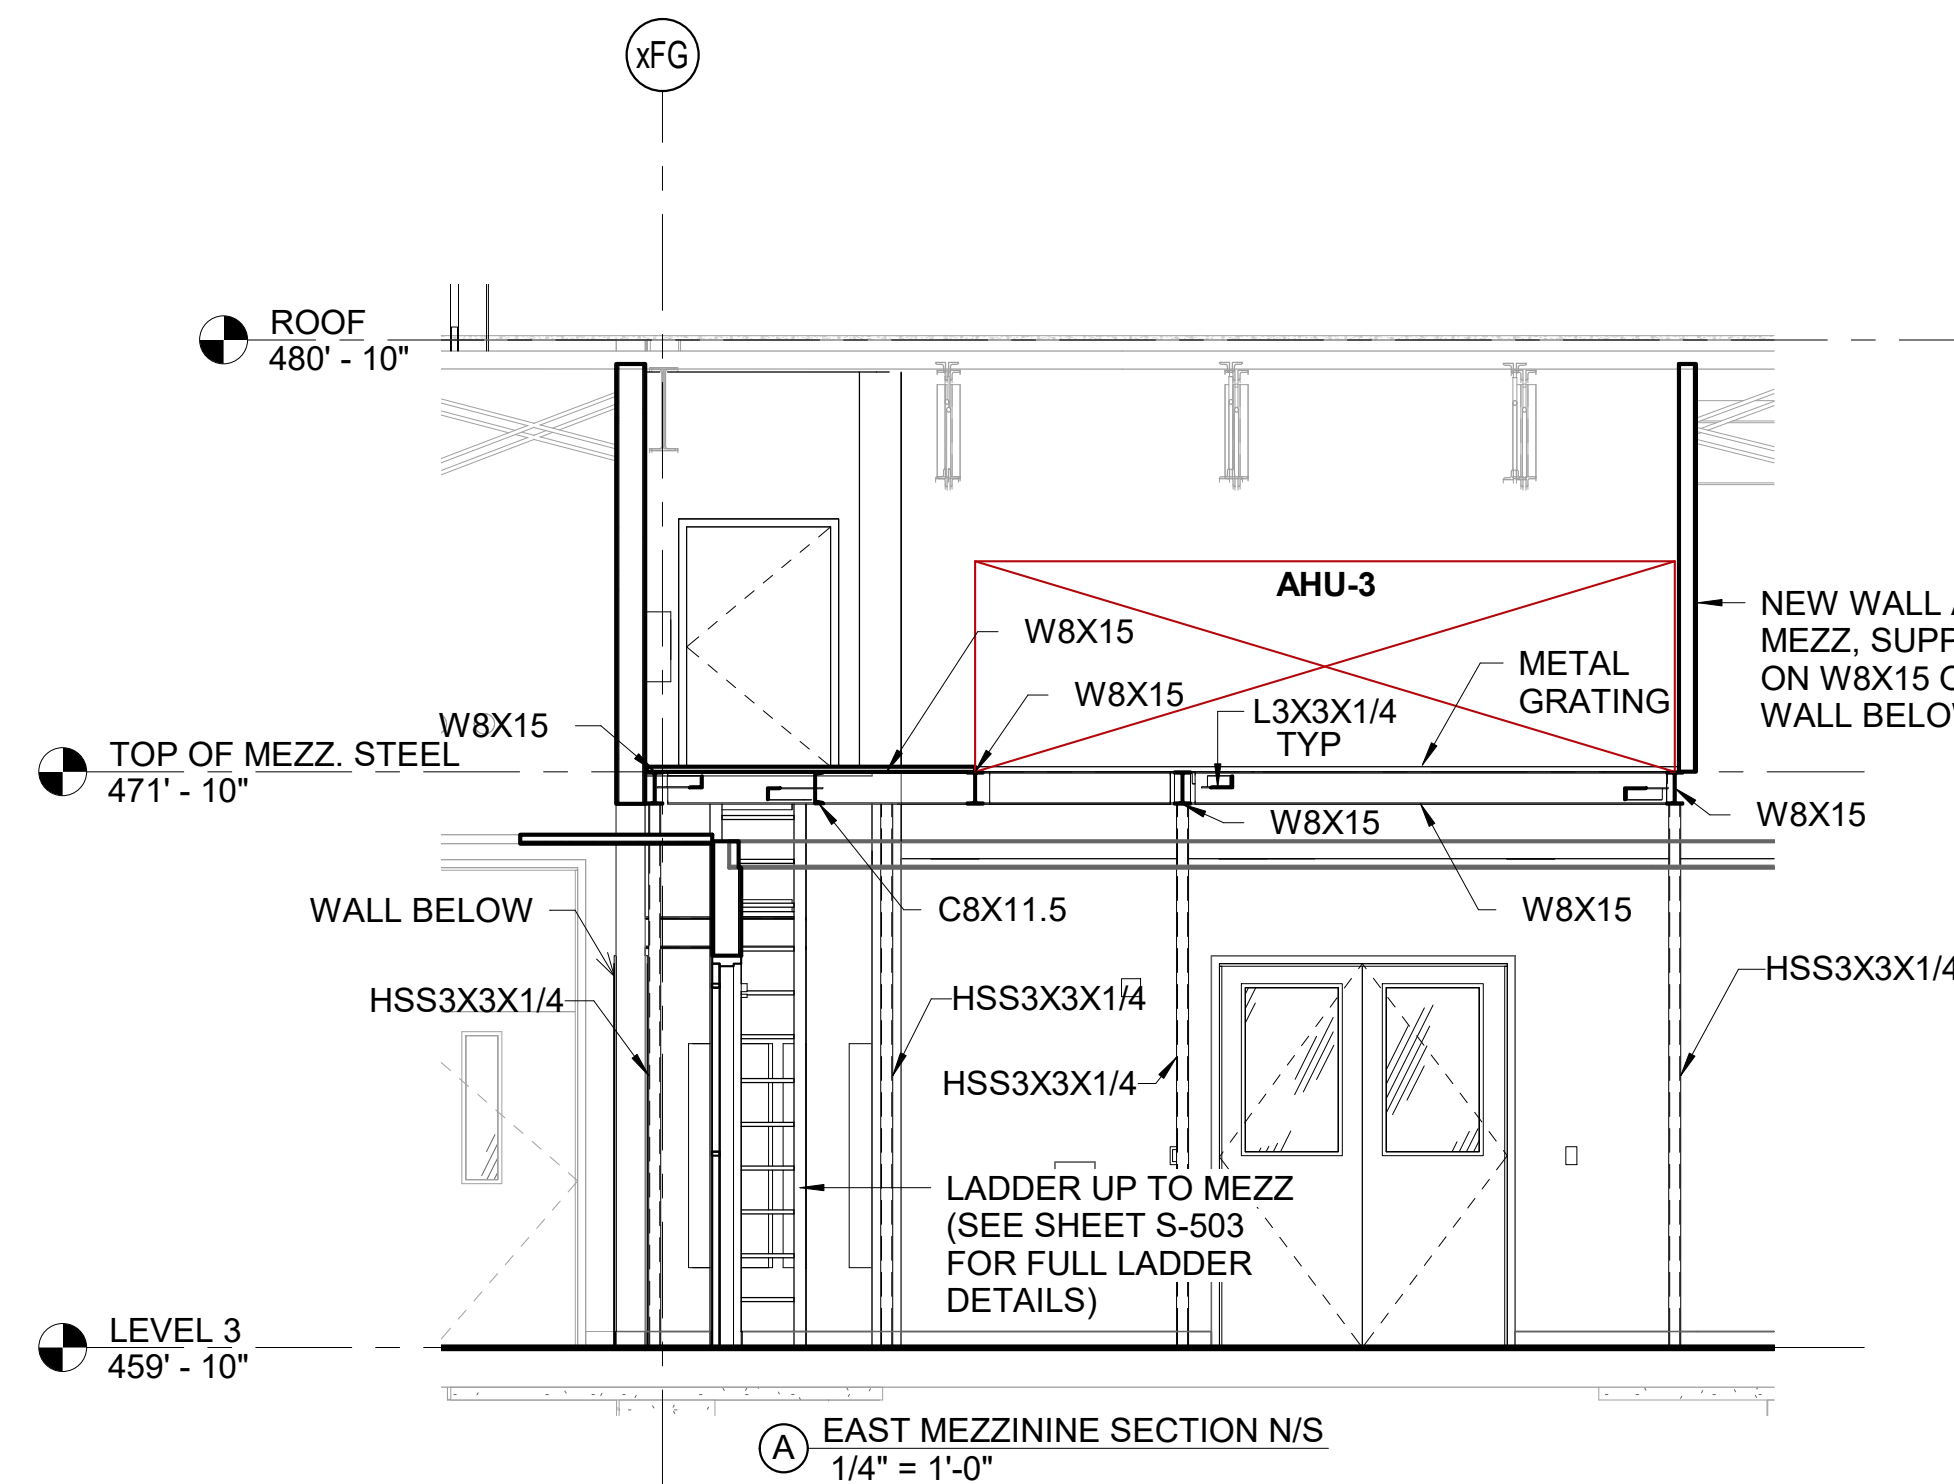 xFG
ROOF
480' - 10"
AHU-3
NEW WALL
MEZZ,
ON W8X15
WALL
W8X15
METAL
GRATING
W8X15
L3X3X1/4
TYP
W8X15
TOP OF MEZZ. STEEL
471' - 10"
W8X15
W8X15
WALL BELOW
C8X11.5
W8X15
HSS3X3X1/4
HSS3X3X1/4
HSS3X3X1/4
HSS3X3X1/4
LADDER UP TO MEZZ
(SEE SHEET S-503
FOR FULL LADDER
DETAILS)
LEVEL 3
459' - 10"
A
EAST MEZZININE SECTION N/S
1/4" = 1'-0"